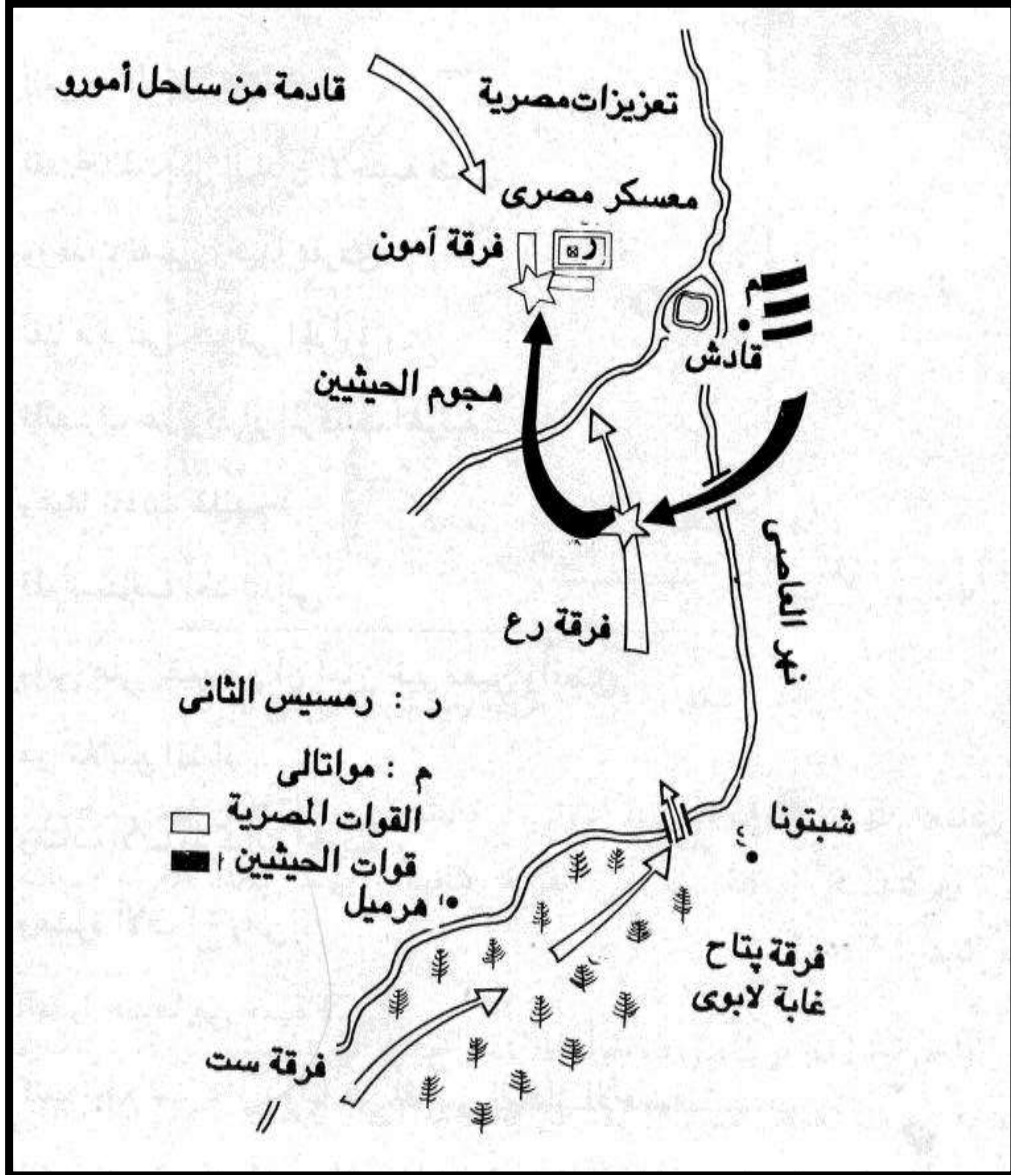 تعزيزات مصرية
قادمة من ساحل أمورو
معسكر مصرى
فرقة آمون
ر
م
قادش
هجوم الحيثيين
نهر العاصى
فرقة رع
ر : رمسيس الثانى
م : مواتالى
القوات المصرية
قوات الحيثيين
شبتونا
هرميل
فرقة پتاح
غابة لابوى
فرقة ست